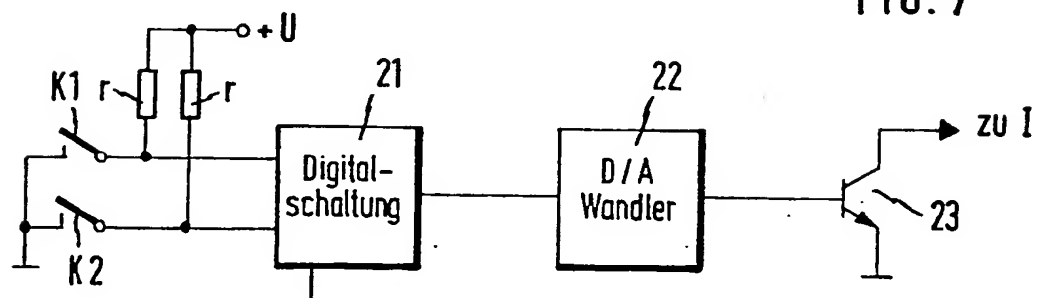 FIG. 7
+U
K1
r
r
21
22
zu I
Digital-
schaltung
D/A
Wandler
23
K2